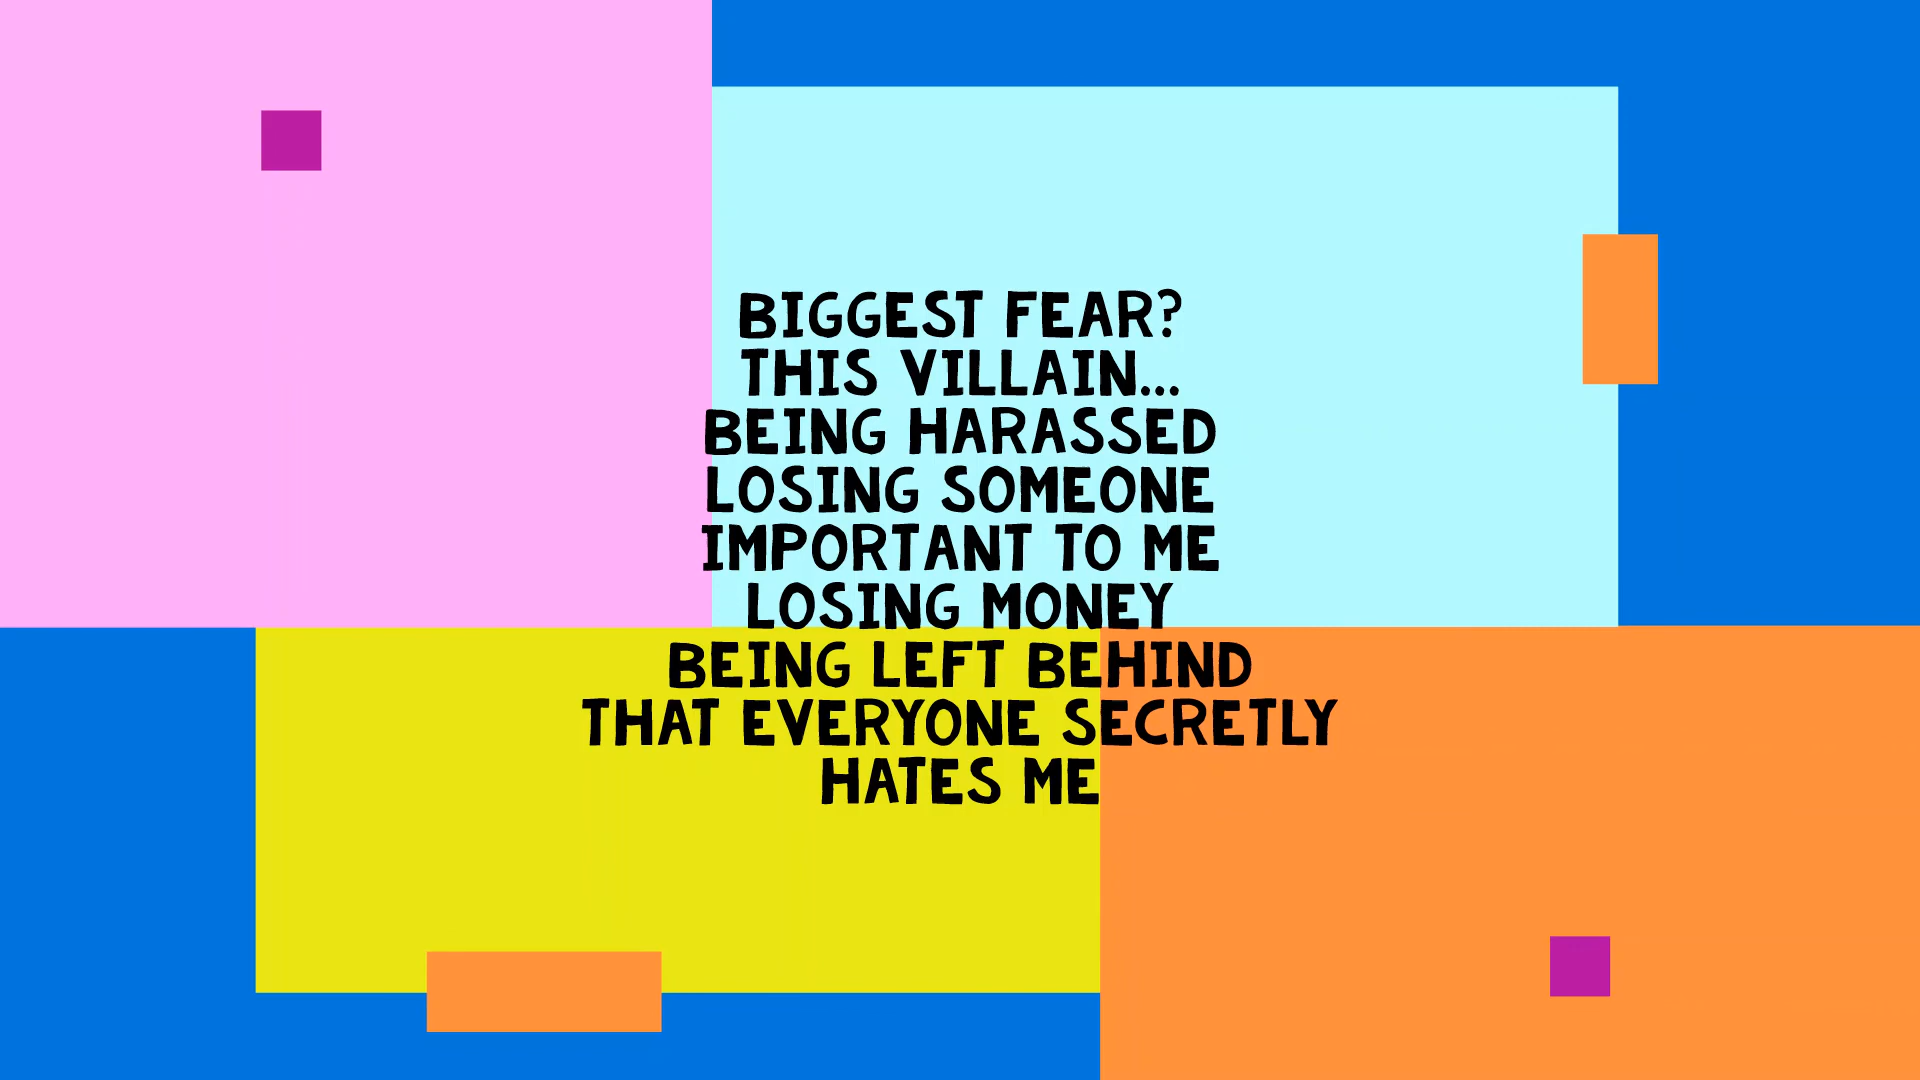 BIGGEST FEAR?
THIS VILLAIN...
BEING HARASSED
LOSING SOMEONE
IMPORTANT TO ME
LOSING MONEY
BEING LEFT BEHIND
THAT EVERYONE SECRETLY
HATES ME